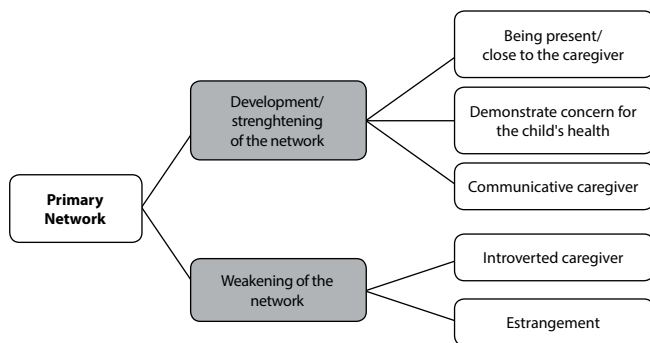 Being present/
close to the caregiver
Development/
strenghtening
of the network
Demonstrate concern for
the child's health
Communicative caregiver
Primary
Network
Weakening of the
network
Introverted caregiver
Estrangement